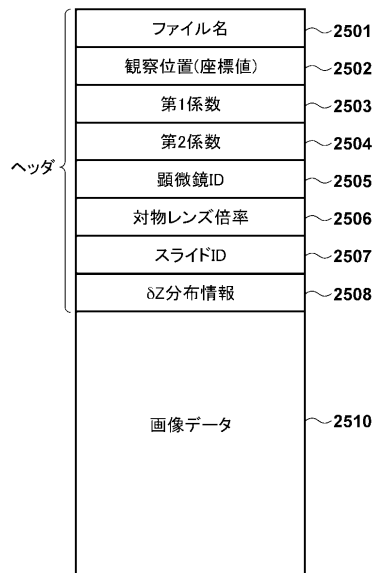 ファイル名 2501
観察位置(座標値) 2502
第1係数 2503
第2係数 2504
ヘッダ
顕微鏡ID 2505
対物レンズ倍率 2506
スライドID 2507
δZ分布情報 2508
画像データ 2510